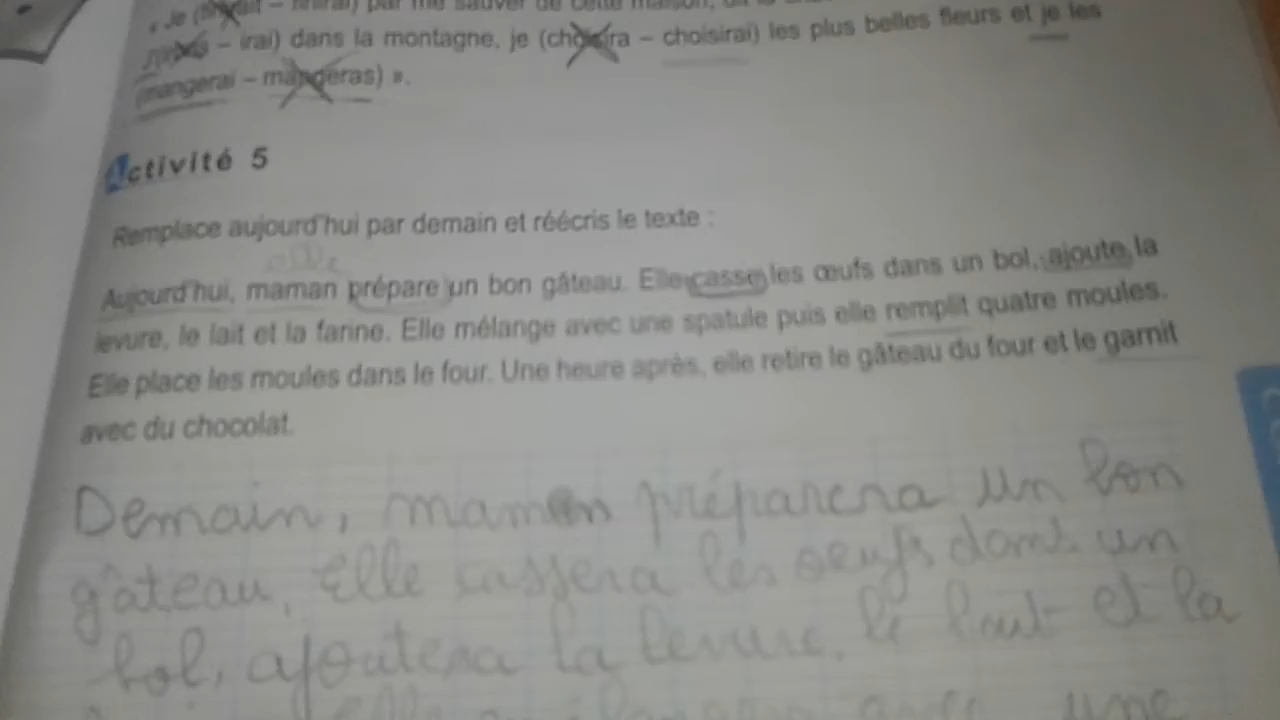 « Je ( – finirai) par me sauver de cette maison,
– irai) dans la montagne, je (choisira – choisirai) les plus belles fleurs et je les
(mangerai – mangeras) ».
Activité 5
Remplace aujourd'hui par demain et réécris le texte :
Aujourd'hui, maman prépare un bon gâteau. Elle casse les œufs dans un bol, ajoute la
levure, le lait et la farine. Elle mélange avec une spatule puis elle remplit quatre moules.
Elle place les moules dans le four. Une heure après, elle retire le gâteau du four et le garnit
avec du chocolat.
Demain, maman préparera un bon
gâteau. Elle cassera les oeufs dans un
bol, ajoutera la levure, le lait et la
elle avec une